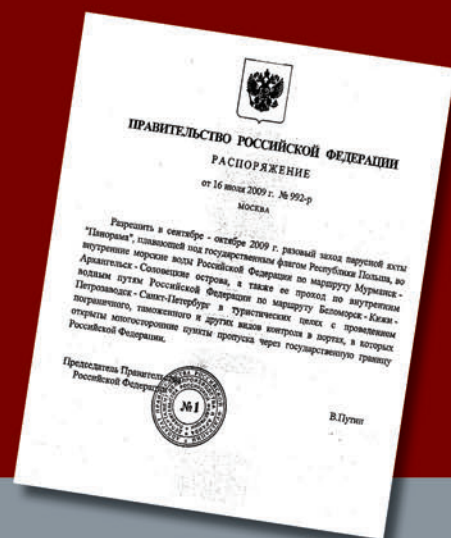 ПРАВИТЕЛЬСТВО РОССИЙСКОЙ ФЕДЕРАЦИИ
РАСПОРЯЖЕНИЕ
от 16 июля 2009 г. № 992-р
МОСКВА
Разрешить в сентябре - октябре 2009 г. разовый заход парусной яхты
"Панорама", плавающей под государственным флагом Республики Польша, во
внутренние морские воды Российской Федерации по маршруту Мурманск -
Архангельск - Соловецкие острова, а также ее проход по внутренним
водным путям Российской Федерации по маршруту Беломорск - Кижи -
Петрозаводск - Санкт-Петербург в туристических целях с проведением
пограничного, таможенного и других видов контроля в портах, в которых
открыты многосторонние пункты пропуска через государственную границу
Российской Федерации.
Председатель Правительства
Российской Федерации
№1
В.Путин